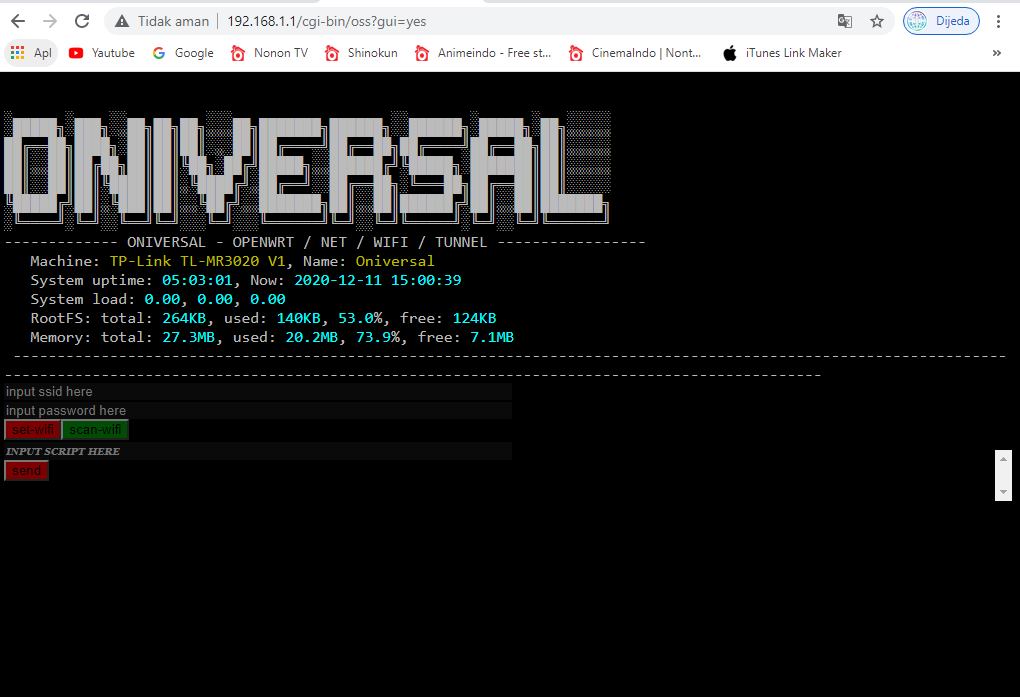 Tidak aman
192.168.1.1/cgi-bin/oss?gui=yes
Dijeda
Apl
Yautube
Google
Nonon TV
Shinokun
Animeindo - Free st...
CinemaIndo | Nont...
iTunes Link Maker
»
ONIVERSAL
------------- ONIVERSAL - OPENWRT / NET / WIFI / TUNNEL -----------------
Machine: TP-Link TL-MR3020 V1, Name: Oniversal
System uptime: 05:03:01, Now: 2020-12-11 15:00:39
System load: 0.00, 0.00, 0.00
RootFS: total: 264KB, used: 140KB, 53.0%, free: 124KB
Memory: total: 27.3MB, used: 20.2MB, 73.9%, free: 7.1MB
input ssid here
input password here
set-wifi scan-wifi
INPUT SCRIPT HERE
send